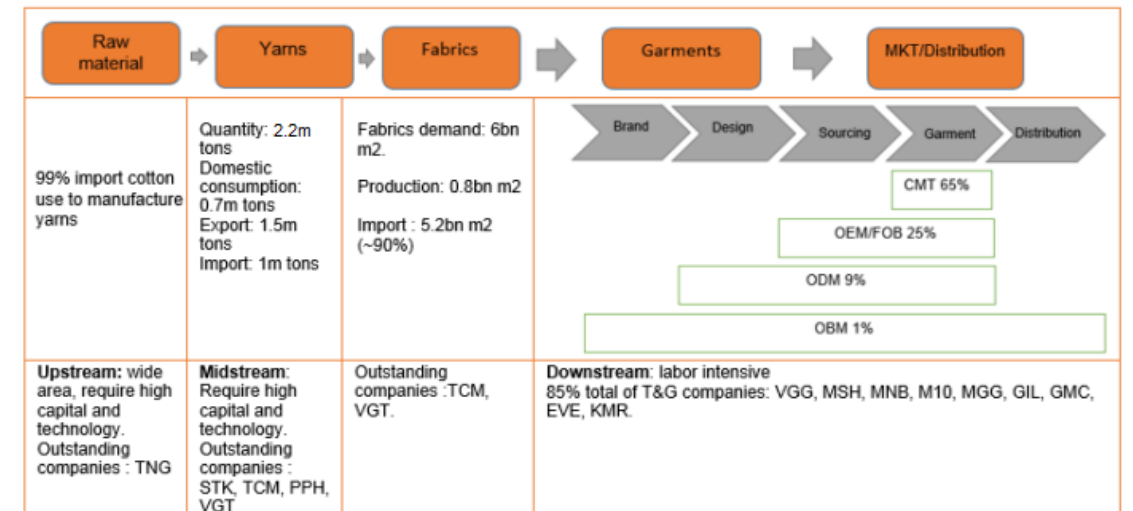 Raw
material
Yarns
Fabrics
Garments
MKT/Distribution
99% import cotton
use to manufacture
yarns
Quantity: 2.2m
tons
Domestic
consumption:
0.7m tons
Export: 1.5m
tons
Import: 1m tons
Fabrics demand: 6bn
m2.
Production: 0.8bn m2
Import : 5.2bn m2
(~90%)
Brand
Design
Sourcing
Garment
Distribution
CMT 65%
OEM/FOB 25%
ODM 9%
OBM 1%
Upstream: wide
area, require high
capital and
technology.
Outstanding
companies : TNG
Midstream:
Require high
capital and
technology.
Outstanding
companies :
STK, TCM, PPH,
VGT
Outstanding
companies :TCM,
VGT.
Downstream: labor intensive
85% total of T&G companies: VGG, MSH, MNB, M10, MGG, GIL, GMC,
EVE, KMR.